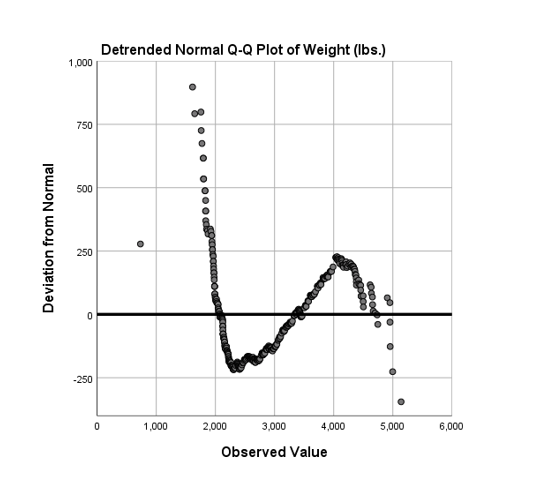 Detrended Normal Q-Q Plot of Weight (lbs.)
1,000
750
500
250
0
-250
Deviation from Normal
0 1,000 2,000 3,000 4,000 5,000 6,000
Observed Value